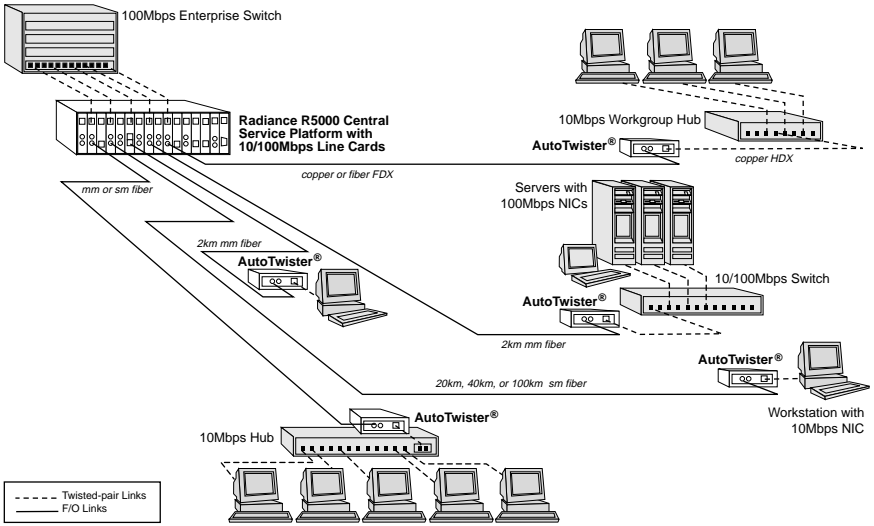 100Mbps Enterprise Switch
Radiance R5000 Central
Service Platform with
10/100Mbps Line Cards
10Mbps Workgroup Hub
AutoTwister®
copper HDX
copper or fiber FDX
Servers with
100Mbps NICs
mm or sm fiber
2km mm fiber
AutoTwister®
10/100Mbps Switch
AutoTwister®
2km mm fiber
AutoTwister®
20km, 40km, or 100km sm fiber
Workstation with
10Mbps NIC
AutoTwister®
10Mbps Hub
Twisted-pair Links
F/O Links